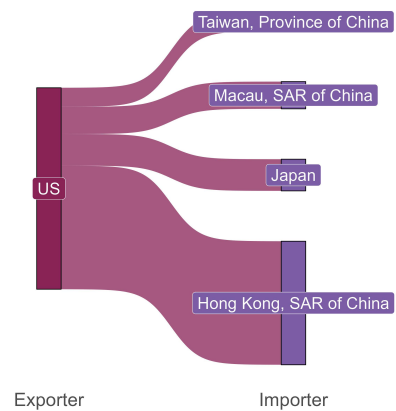 Taiwan, Province of China
Macau, SAR of China
US
Japan
Hong Kong, SAR of China
Exporter
Importer